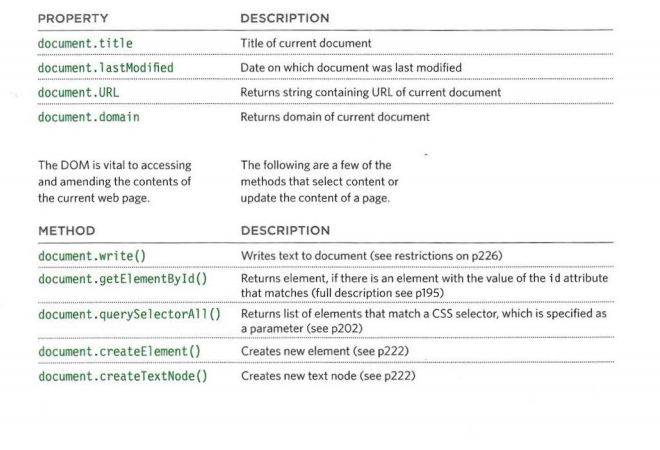 PROPERTY DESCRIPTION
document.title Title of current document
document.lastModified Date on which document was last modified
document.URL Returns string containing URL of current document
document.domain Returns domain of current document
The DOM is vital to accessing
and amending the contents of
the current web page.
The following are a few of the
methods that select content or
update the content of a page.
METHOD DESCRIPTION
document.write() Writes text to document (see restrictions on p226)
document.getElementById() Returns element, if there is an element with the value of the id attribute
that matches (full description see p195)
document.querySelectorAll() Returns list of elements that match a CSS selector, which is specified as
a parameter (see p202)
document.createElement() Creates new element (see p222)
document.createTextNode() Creates new text node (see p222)